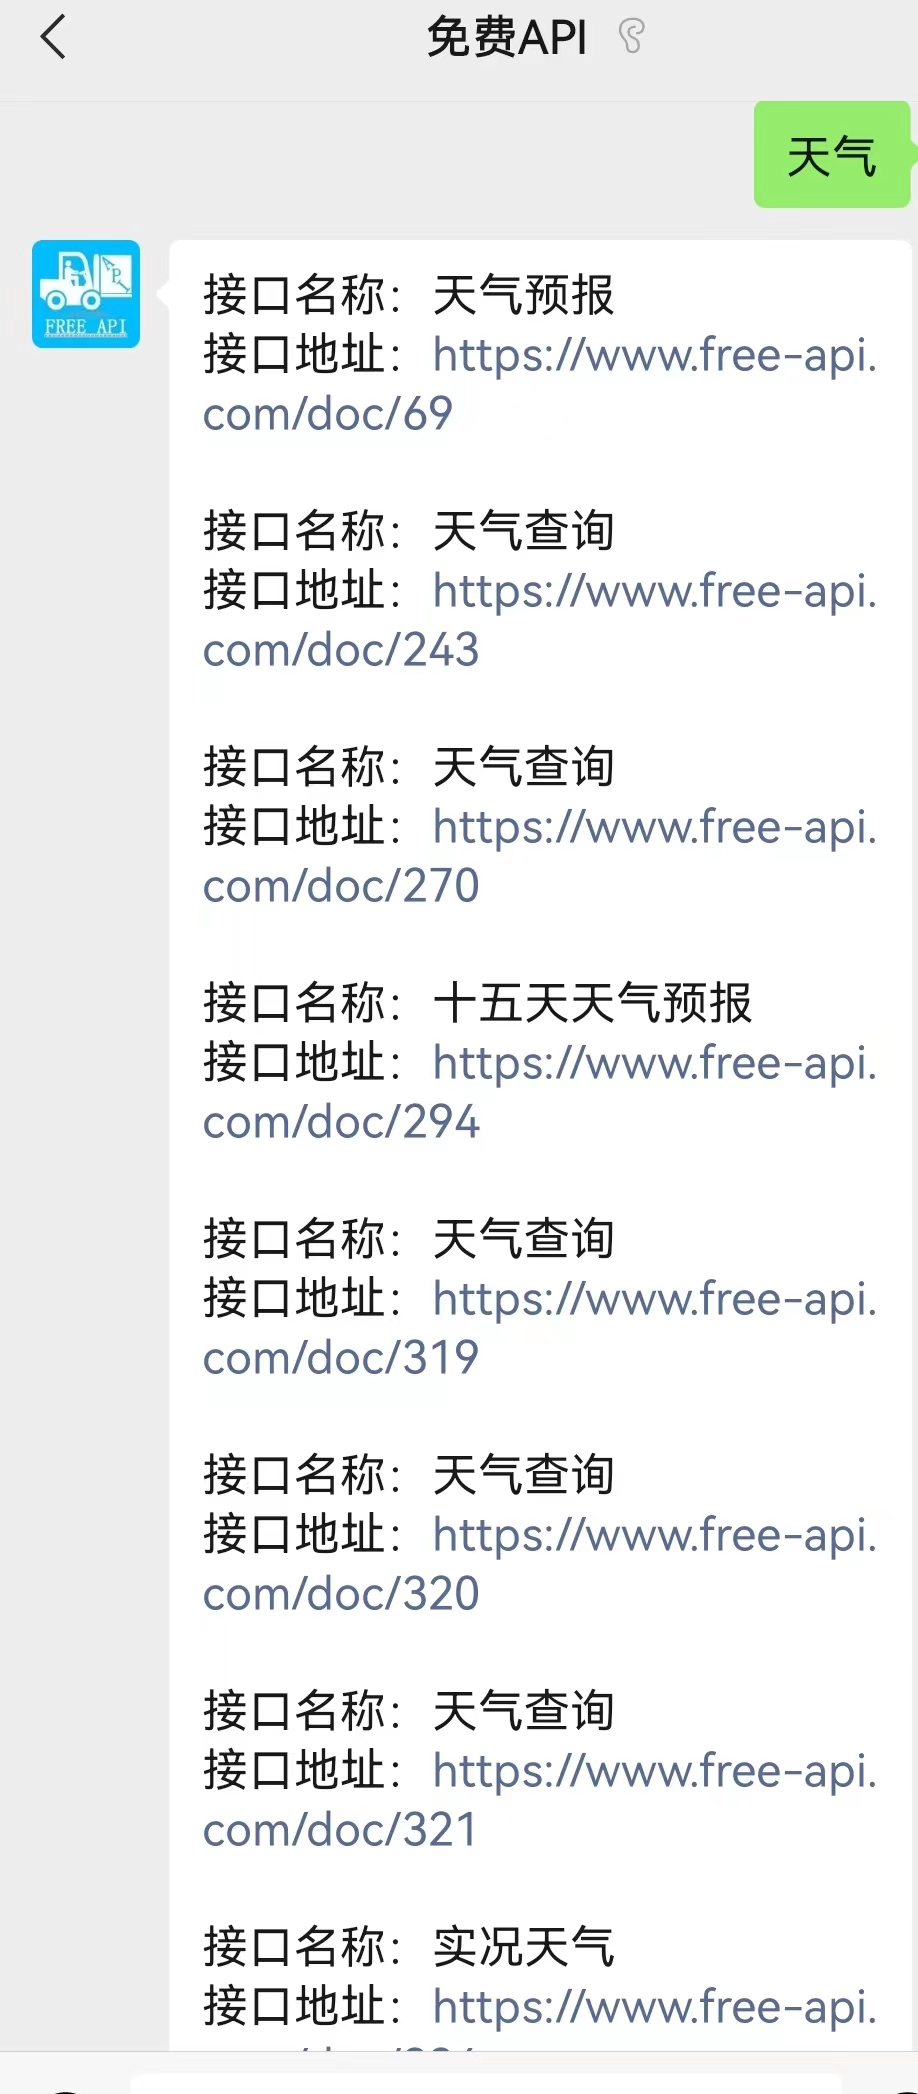 免费API
天气
P
FREE API
接口名称：天气预报
接口地址：https://www.free-api.
com/doc/69
接口名称：天气查询
接口地址：https://www.free-api.
com/doc/243
接口名称：天气查询
接口地址：https://www.free-api.
com/doc/270
接口名称：十五天天气预报
接口地址：https://www.free-api.
com/doc/294
接口名称：天气查询
接口地址：https://www.free-api.
com/doc/319
接口名称：天气查询
接口地址：https://www.free-api.
com/doc/320
接口名称：天气查询
接口地址：https://www.free-api.
com/doc/321
接口名称：实况天气
接口地址：https://www.free-api.